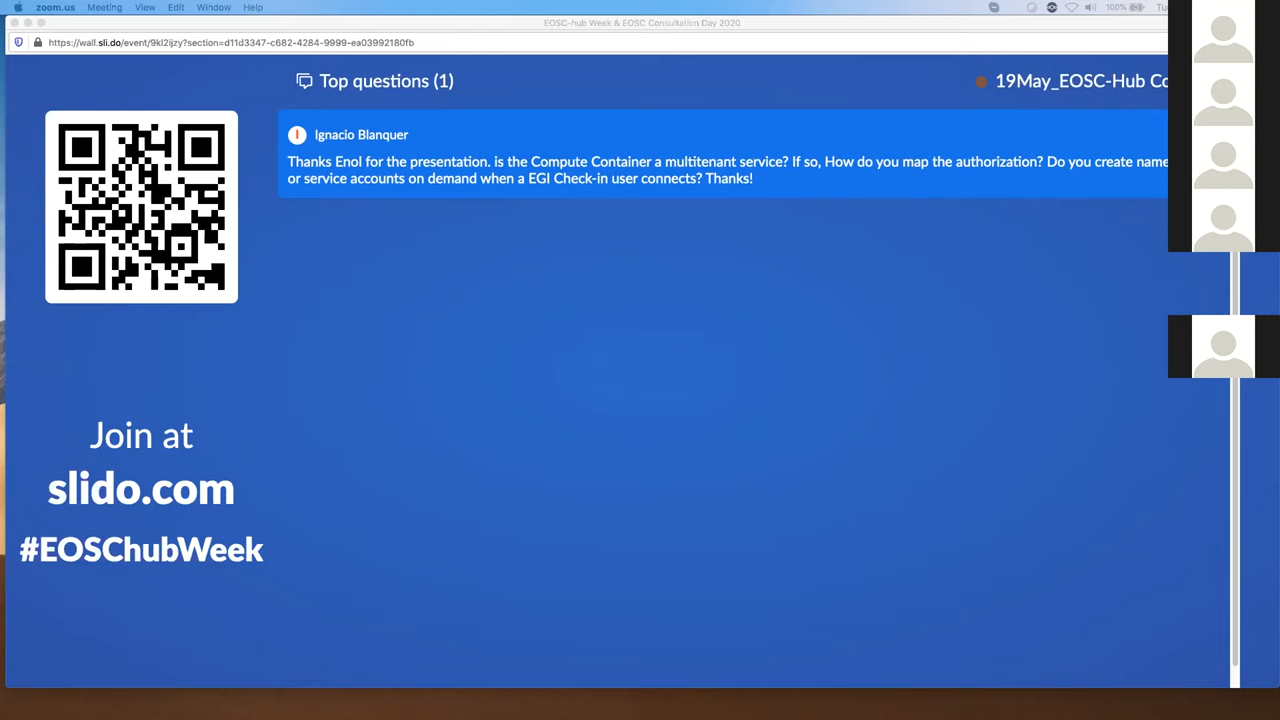 zoom.us Meeting View Edit Window Help 100%
EOSC-hub Week & EOSC Consultation Day 2020
https://wall.sli.do/event/9kl2ijzy?section=d11d3347-c682-4284-9999-ea03992180fb
Top questions (1)
19May_EOSC-Hub Co
I Ignacio Blanquer
Thanks Enol for the presentation. is the Compute Container a multitenant service? If so, How do you map the authorization? Do you create name
or service accounts on demand when a EGI Check-in user connects? Thanks!
Join at
slido.com
#EOSChubWeek